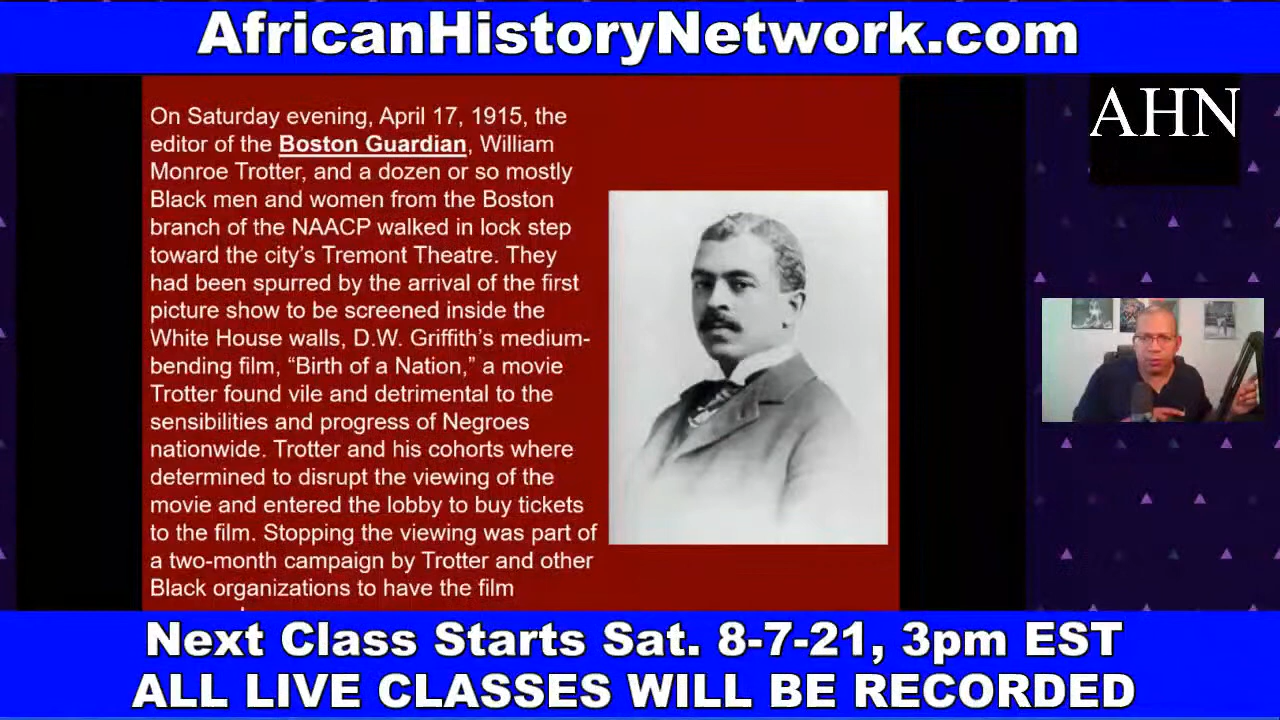 AfricanHistoryNetwork.com
AHN
On Saturday evening, April 17, 1915, the
editor of the Boston Guardian, William
Monroe Trotter, and a dozen or so mostly
Black men and women from the Boston
branch of the NAACP walked in lock step
toward the city's Tremont Theatre. They
had been spurred by the arrival of the first
picture show to be screened inside the
White House walls, D.W. Griffith's medium-
bending film, “Birth of a Nation,” a movie
Trotter found vile and detrimental to the
sensibilities and progress of Negroes
nationwide. Trotter and his cohorts where
determined to disrupt the viewing of the
movie and entered the lobby to buy tickets
to the film. Stopping the viewing was part of
a two-month campaign by Trotter and other
Black organizations to have the film
Next Class Starts Sat. 8-7-21, 3pm EST
ALL LIVE CLASSES WILL BE RECORDED